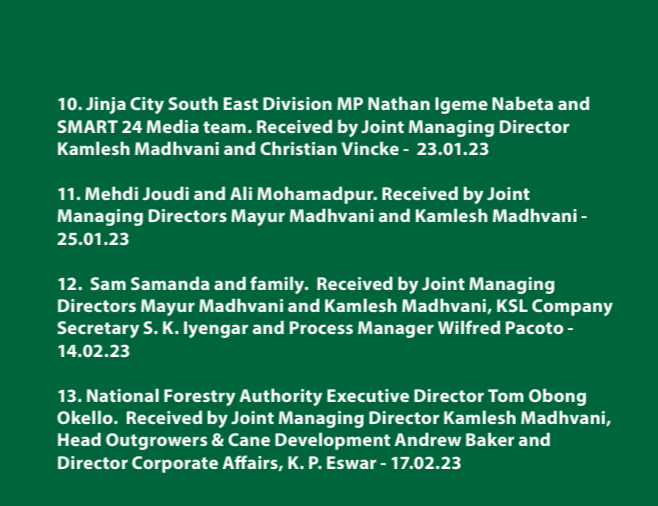 10. Jinja City South East Division MP Nathan Igeme Nabeta and
SMART 24 Media team. Received by Joint Managing Director
Kamlesh Madhvani and Christian Vincke -  23.01.23
11. Mehdi Joudi and Ali Mohamadpur. Received by Joint
Managing Directors Mayur Madhvani and Kamlesh Madhvani -
25.01.23
12.  Sam Samanda and family.  Received by Joint Managing
Directors Mayur Madhvani and Kamlesh Madhvani, KSL Company
Secretary S. K. Iyengar and Process Manager Wilfred Pacoto -
14.02.23
13. National Forestry Authority Executive Director Tom Obong
Okello.  Received by Joint Managing Director Kamlesh Madhvani,
Head Outgrowers & Cane Development Andrew Baker and
Director Corporate Affairs, K. P. Eswar - 17.02.23